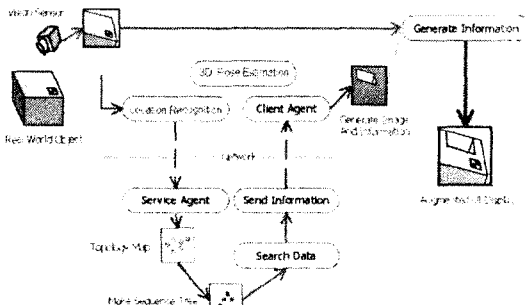 Vision Sensor
Generate Information
3D Pose Estimation
Real World Object
Location Recognition
Client Agent
Generate Image
And Information
Network
Service Agent
Send Information
Augmented Display
Topology Map
Search Data
Make Sequence Tree